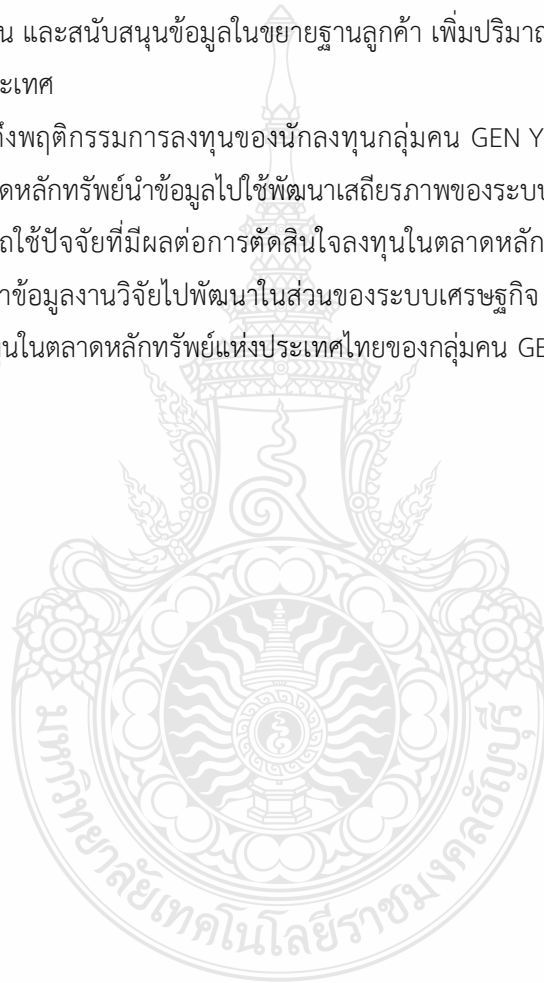 น และสนับสนุนข้อมูลในขยายฐานลูกค้า เพิ่มปริมาณ
ระเทศ
ถึงพฤติกรรมการลงทุนของนักลงทุนกลุ่มคน GEN Y
ดหลักทรัพย์นำข้อมูลไปใช้พัฒนาเสถียรภาพของระบบ
ถใช้ปัจจัยที่มีผลต่อการตัดสินใจลงทุนในตลาดหลัก
าข้อมูลงานวิจัยไปพัฒนาในส่วนของระบบเศรษฐกิจ
ทุนในตลาดหลักทรัพย์แห่งประเทศไทยของกลุ่มคน GE
มหาวิทยาลัยเทคโนโลยีราชมงคลธัญบุรี